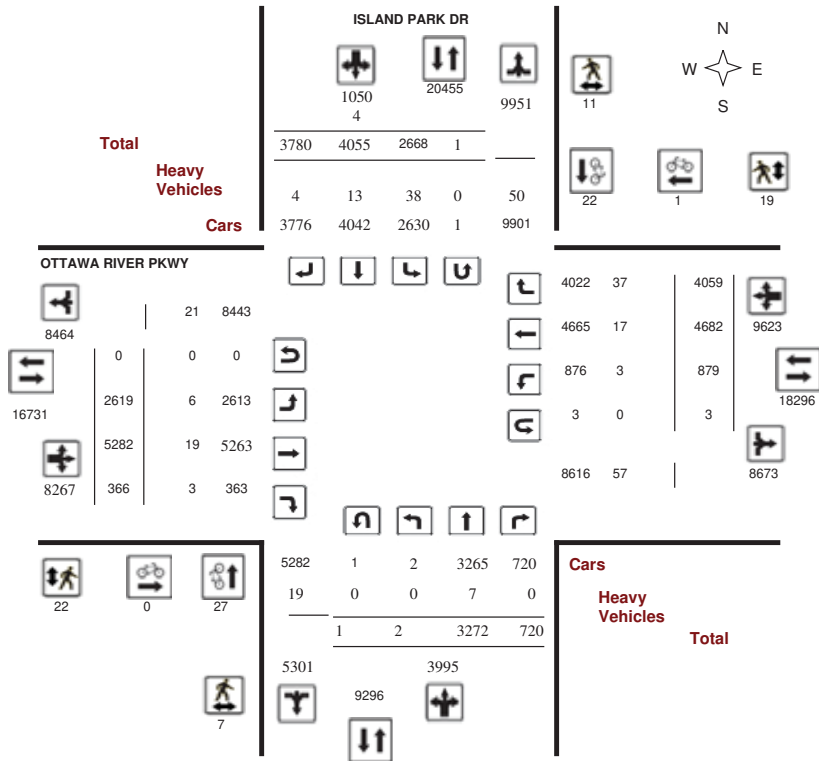 ISLAND PARK DR
N
W E
S
1050
4
20455
9951
11
Total
3780 4055 2668 1
Heavy
Vehicles
4 13 38 0 50
Cars
3776 4042 2630 1 9901
22 1 19
OTTAWA RIVER PKWY
21 8443
8464
0 0 0
16731
2619 6 2613
5282 19 5263
8267
366 3 363
4022 37 4059
9623
4665 17 4682
876 3 879
18296
3 0 3
8616 57
8673
22 0 27
7
5282 1 2 3265 720
Cars
19 0 0 7 0
Heavy
Vehicles
1 2 3272 720
Total
5301 3995
9296